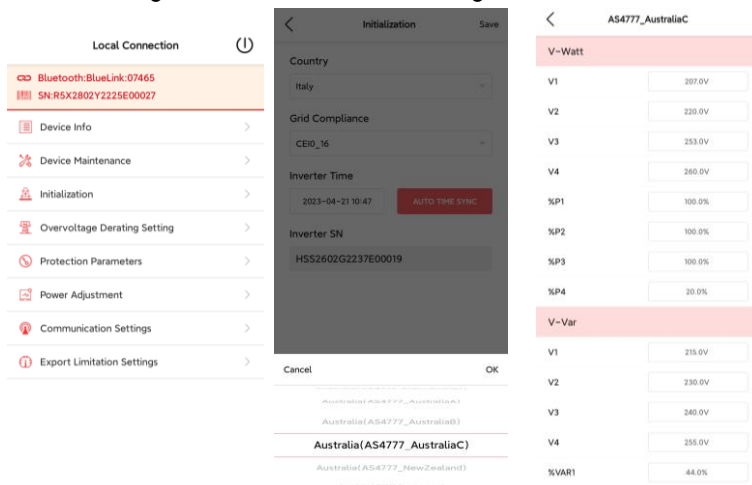 Local Connection
Bluetooth:BlueLink:07465
SN:R5X2802Y2225E00027
Device Info
Device Maintenance
Initialization
Overvoltage Derating Setting
Protection Parameters
Power Adjustment
Communication Settings
Export Limitation Settings
Initialization
Save
Country
Italy
Grid Compliance
CEI0_16
Inverter Time
2023-04-21 10:47
AUTO TIME SYNC
Inverter SN
HSS2602G2237E00019
Cancel
OK
Australia(AS4777_AustraliaA)
Australia(AS4777_AustraliaB)
Australia(AS4777_AustraliaC)
Australia(AS4777_NewZealand)
AS4777_AustraliaC
V-Watt
V1 207.0V
V2 220.0V
V3 253.0V
V4 260.0V
%P1 100.0%
%P2 100.0%
%P3 100.0%
%P4 20.0%
V-Var
V1 215.0V
V2 230.0V
V3 240.0V
V4 255.0V
%VAR1 44.0%